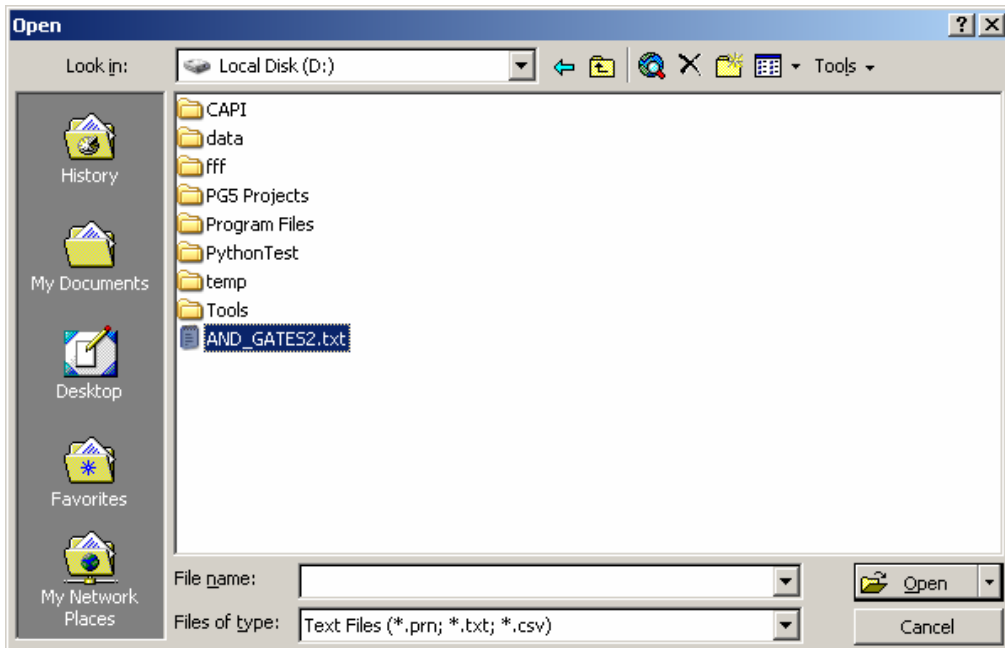 Open
Look in:
Local Disk (D:)
Tools
History
My Documents
Desktop
Favorites
My Network
Places
CAPI
data
fff
PG5 Projects
Program Files
PythonTest
temp
Tools
AND_GATES2.txt
File name:
Open
Files of type:
Text Files (*.prn; *.txt; *.csv)
Cancel